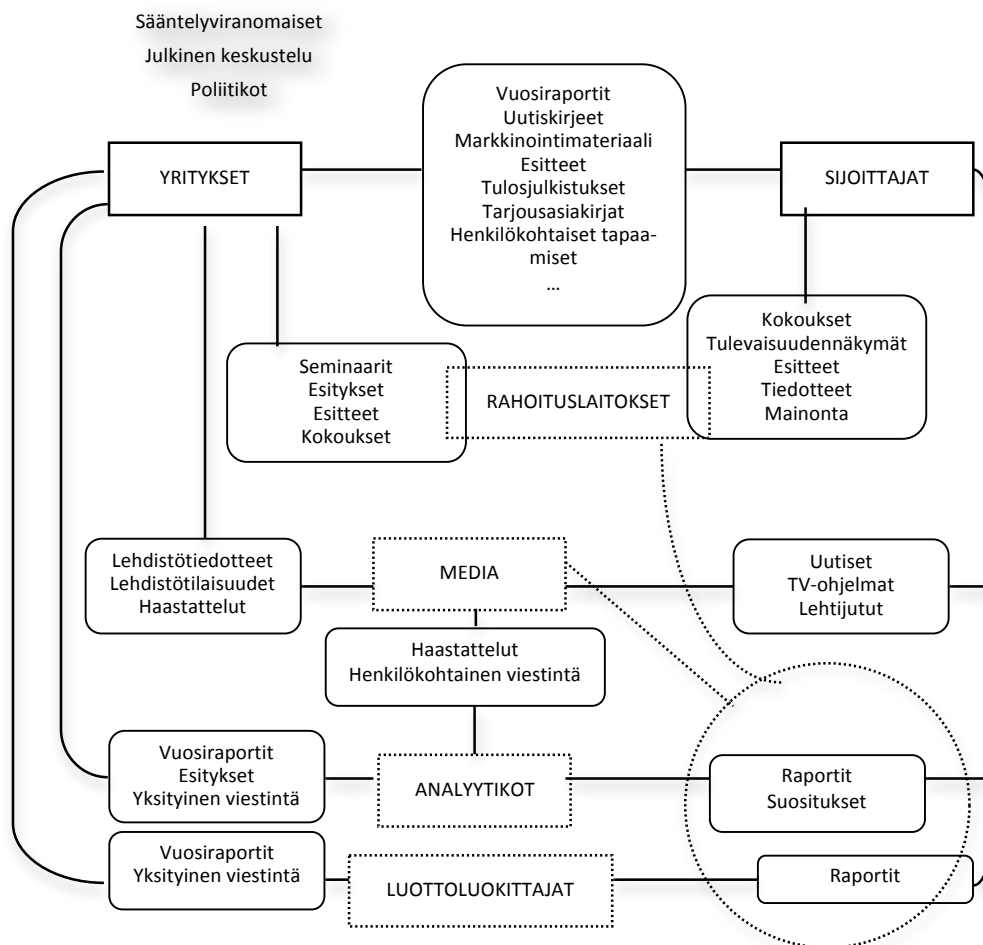 Sääntelyviranomaiset
Julkinen keskustelu
Poliitikot
YRITYKSET
Vuosiraportit
Uutiskirjeet
Markkinointimateriaali
Esitteet
Tulosjulkistukset
Tarjousasiakirjat
Henkilökohtaiset tapaa-
miset
...
SIJOITTAJAT
Seminaarit
Esitykset
Esitteet
Kokoukset
RAHOITUSLAITOKSET
Kokoukset
Tulevaisuudennäkymät
Esitteet
Tiedotteet
Mainonta
Lehdistötiedotteet
Lehdistötilaisuudet
Haastattelut
MEDIA
Uutiset
TV-ohjelmat
Lehtijutut
Haastattelut
Henkilökohtainen viestintä
Vuosiraportit
Esitykset
Yksityinen viestintä
ANALYYTIKOT
Raportit
Suositukset
Vuosiraportit
Yksityinen viestintä
LUOTTOLUOKITTAJAT
Raportit